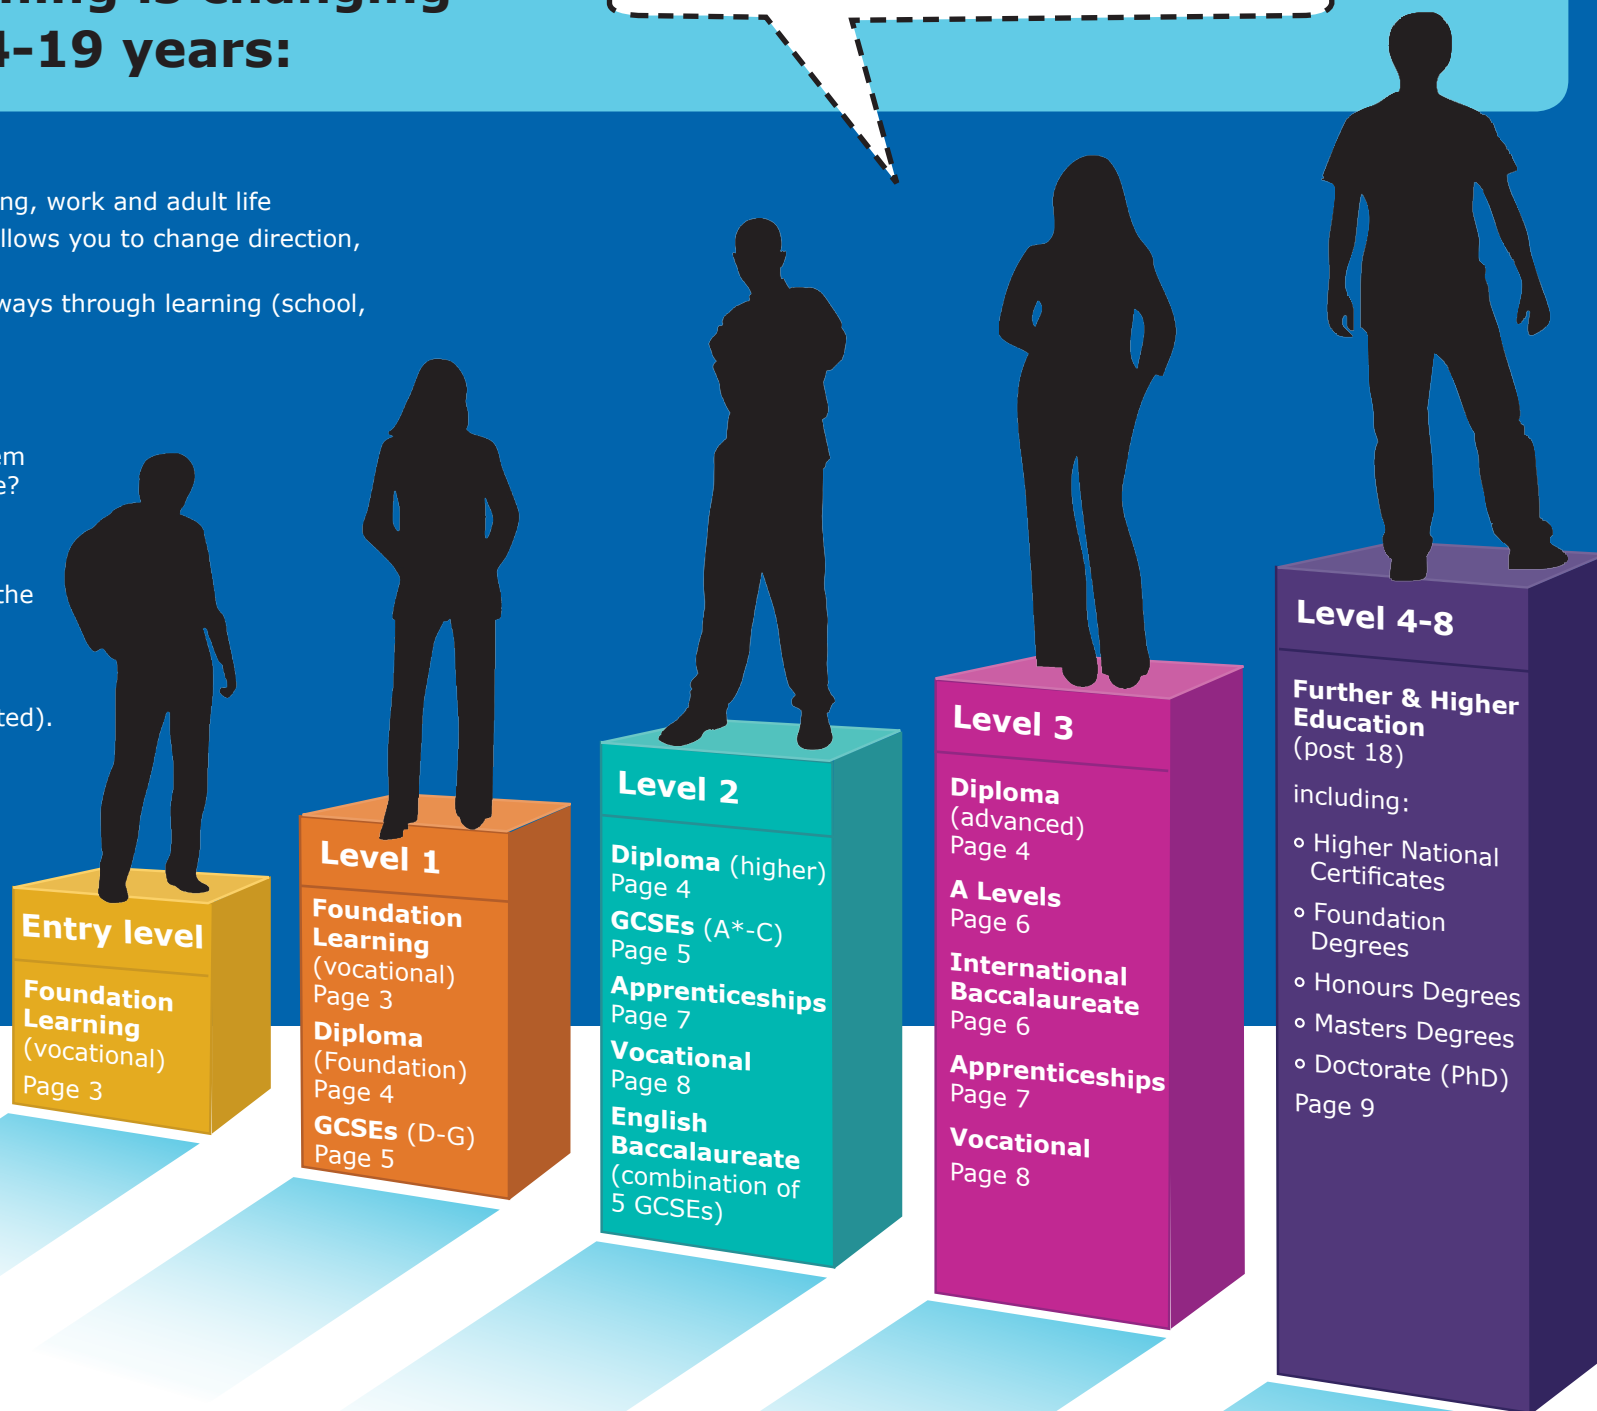 4-19 years:
ng, work and adult life
llows you to change direction,
ways through learning (school,
em
e?
the
ted).
Entry level
Foundation
Learning
(vocational)
Page 3
Level 1
Foundation
Learning
(vocational)
Page 3
Diploma
(Foundation)
Page 4
GCSEs (D-G)
Page 5
Level 2
Diploma (higher)
Page 4
GCSEs (A*-C)
Page 5
Apprenticeships
Page 7
Vocational
Page 8
English
Baccalaureate
(combination of
5 GCSEs)
Level 3
Diploma
(advanced)
Page 4
A Levels
Page 6
International
Baccalaureate
Page 6
Apprenticeships
Page 7
Vocational
Page 8
Level 4-8
Further & Higher
Education
(post 18)
including:
Higher National
Certificates
Foundation
Degrees
Honours Degrees
Masters Degrees
Doctorate (PhD)
Page 9